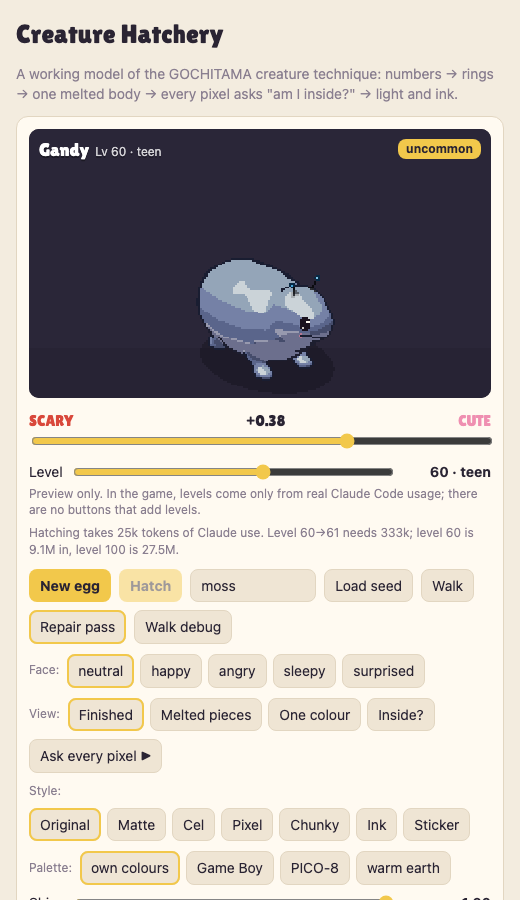 Creature Hatchery
A working model of the GOCHITAMA creature technique: numbers → rings
→ one melted body → every pixel asks "am I inside?" → light and ink.
Gandy Lv 60 · teen uncommon
SCARY +0.38 CUTE
Level 60 · teen
Preview only. In the game, levels come only from real Claude Code usage; there
are no buttons that add levels.
Hatching takes 25k tokens of Claude use. Level 60→61 needs 333k; level 60 is
9.1M in, level 100 is 27.5M.
New egg Hatch moss Load seed Walk
Repair pass Walk debug
Face: neutral happy angry sleepy surprised
View: Finished Melted pieces One colour Inside?
Ask every pixel ▶
Style:
Original Matte Cel Pixel Chunky Ink Sticker
Palette: own colours Game Boy PICO-8 warm earth